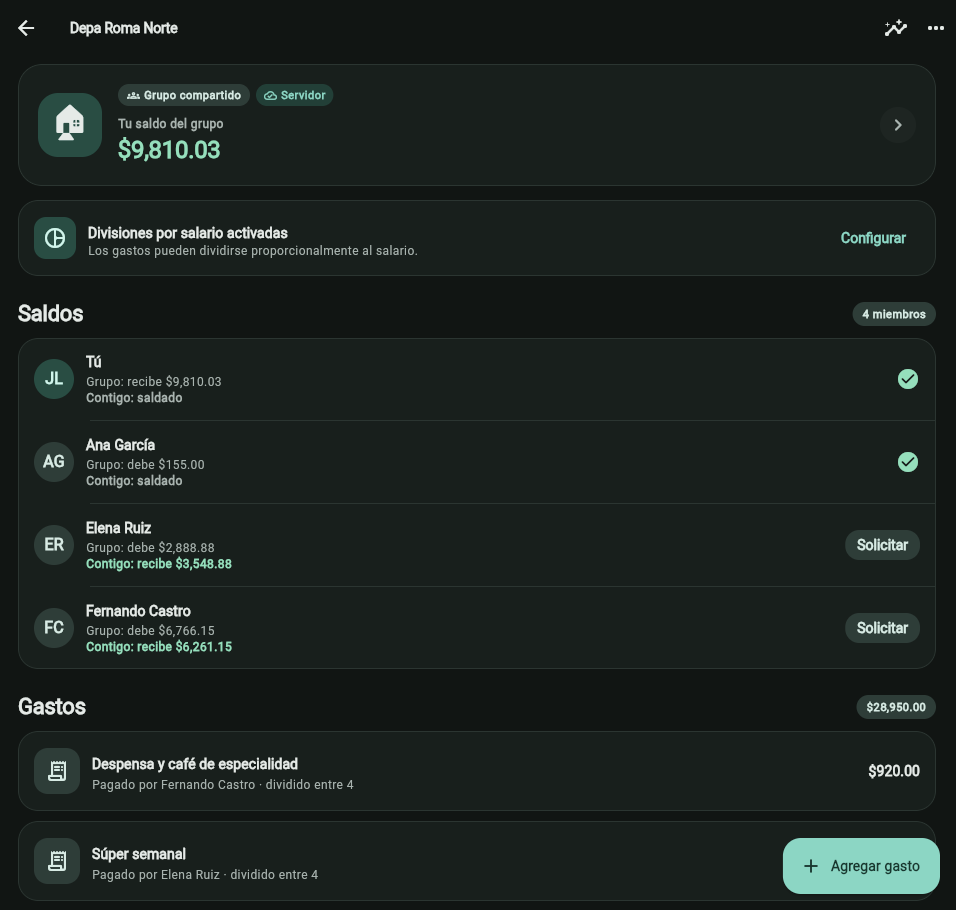 Depa Roma Norte
Grupo compartido
Servidor
Tu saldo del grupo
$9,810.03
Divisiones por salario activadas
Los gastos pueden dividirse proporcionalmente al salario.
Configurar
Saldos
4 miembros
JL
Tú
Grupo: recibe $9,810.03
Contigo: saldado
AG
Ana García
Grupo: debe $155.00
Contigo: saldado
ER
Elena Ruiz
Grupo: debe $2,888.88
Contigo: recibe $3,548.88
Solicitar
FC
Fernando Castro
Grupo: debe $6,766.15
Contigo: recibe $6,261.15
Solicitar
Gastos
$28,950.00
Despensa y café de especialidad
Pagado por Fernando Castro · dividido entre 4
$920.00
Súper semanal
Pagado por Elena Ruiz · dividido entre 4
Agregar gasto